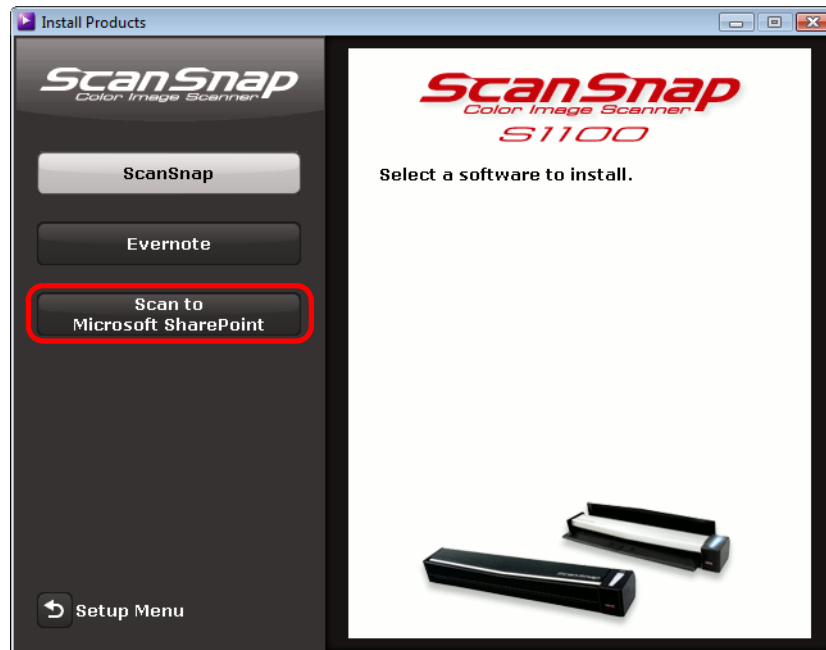 Install Products
ScanSnap
Color Image Scanner
ScanSnap
Evernote
Scan to
Microsoft SharePoint
Setup Menu
ScanSnap
Color Image Scanner
S1100
Select a software to install.
ScanSnap